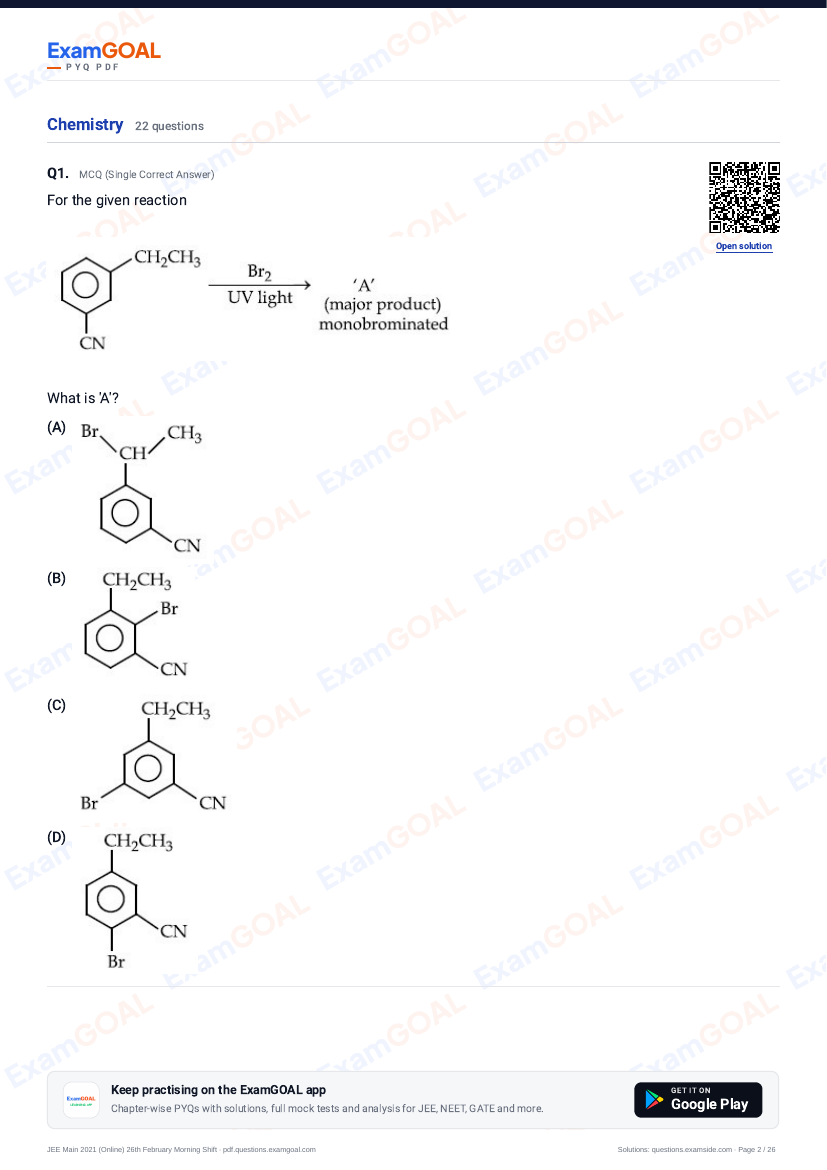 ExamGOAL
PYQ PDF
Chemistry 22 questions
Q1. MCQ (Single Correct Answer)
For the given reaction
Open solution
CH₂CH₃
Br₂
UV light
CN
'A'
(major product)
monobrominated
What is 'A'?
(A) Br CH₃
CH
CN
(B) CH₂CH₃
Br
CN
(C) CH₂CH₃
Br CN
(D) CH₂CH₃
CN
Br
ExamGOAL
Keep practising on the ExamGOAL app
Chapter-wise PYQs with solutions, full mock tests and analysis for JEE, NEET, GATE and more.
GET IT ON
Google Play
JEE Main 2021 (Online) 26th February Morning Shift · pdf.questions.examgoal.com
Solutions: questions.examside.com · Page 2 / 26